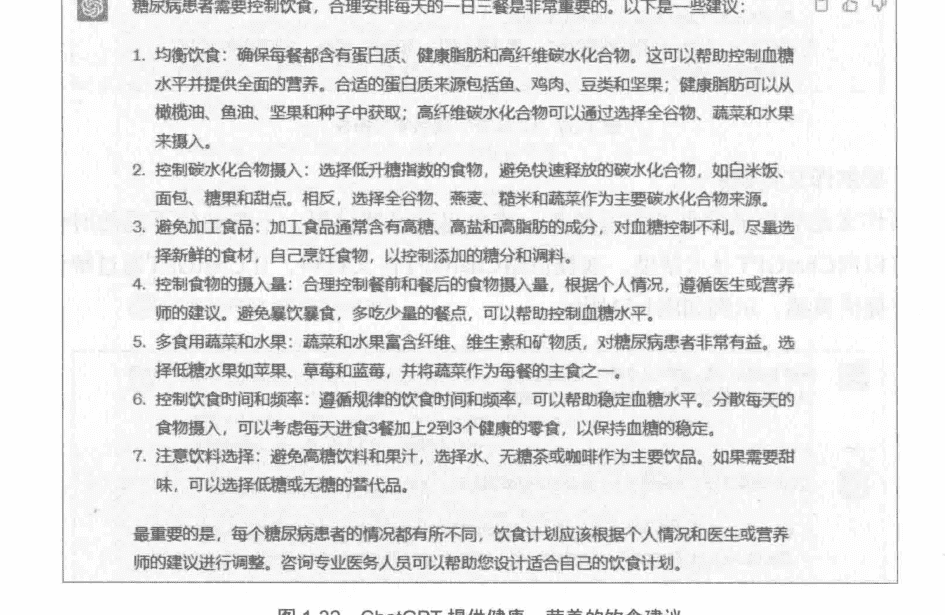 糖尿病患者需要控制饮食，合理安排每天的一日三餐是非常重要的。以下是一些建议：
1. 均衡饮食：确保每餐都含有蛋白质、健康脂肪和高纤维碳水化合物。这可以帮助控制血糖
水平并提供全面的营养。合适的蛋白质来源包括鱼、鸡肉、豆类和坚果；健康脂肪可以从
橄榄油、鱼油、坚果和种子中获取；高纤维碳水化合物可以通过选择全谷物、蔬菜和水果
来摄入。
2. 控制碳水化合物摄入：选择低升糖指数的食物，避免快速释放的碳水化合物，如白米饭、
面包、糖果和甜点。相反，选择全谷物、燕麦、糙米和蔬菜作为主要碳水化合物来源。
3. 避免加工食品：加工食品通常含有高糖、高盐和高脂肪的成分，对血糖控制不利。尽量选
择新鲜的食材，自己烹饪食物，以控制添加的糖分和调料。
4. 控制食物的摄入量：合理控制餐前和餐后的食物摄入量，根据个人情况，遵循医生或营养
师的建议。避免暴饮暴食，多吃少量的餐点，可以帮助控制血糖水平。
5. 多食用蔬菜和水果：蔬菜和水果富含纤维、维生素和矿物质，对糖尿病患者非常有益。选
择低糖水果如苹果、草莓和蓝莓，并将蔬菜作为每餐的主食之一。
6. 控制饮食时间和频率：遵循规律的饮食时间和频率，可以帮助稳定血糖水平。分散每天的
食物摄入，可以考虑每天进食3餐加上2到3个健康的零食，以保持血糖的稳定。
7. 注意饮料选择：避免高糖饮料和果汁，选择水、无糖茶或咖啡作为主要饮品。如果需要甜
味，可以选择低糖或无糖的替代品。
最重要的是，每个糖尿病患者的情况都有所不同，饮食计划应该根据个人情况和医生或营养
师的建议进行调整。咨询专业医务人员可以帮助您设计适合自己的饮食计划。
图 1-22 ChatGPT 提供健康、营养的饮食建议